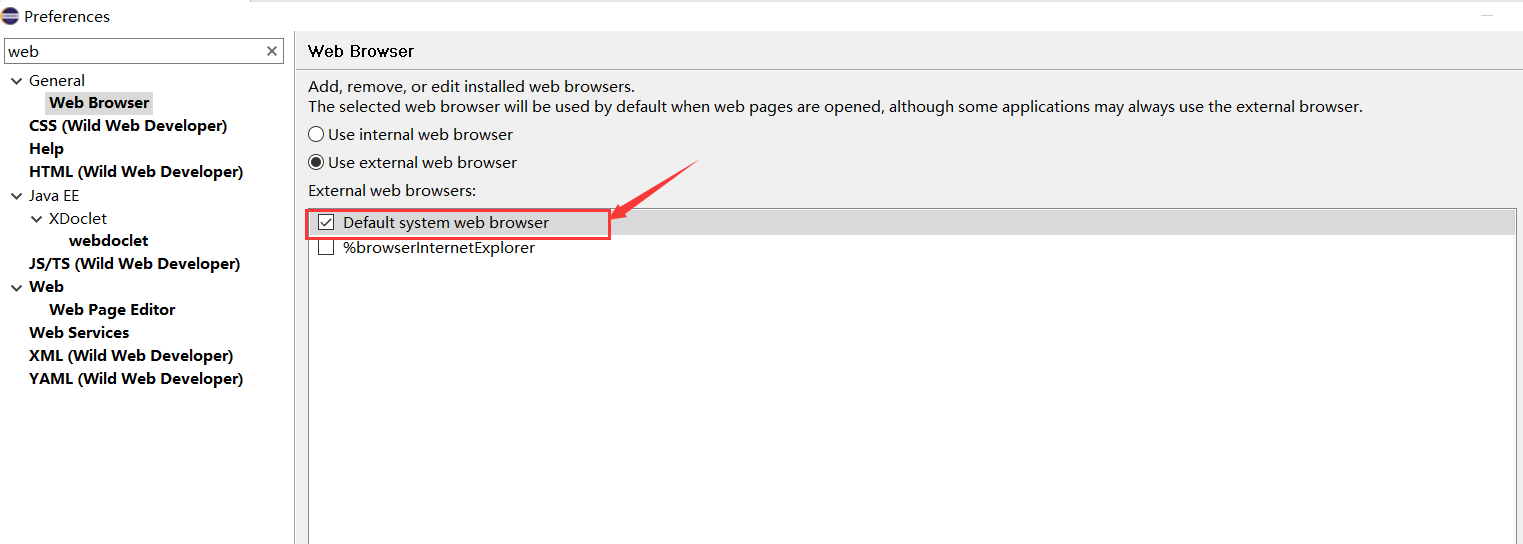 Preferences
web
General
Web Browser
CSS (Wild Web Developer)
Help
HTML (Wild Web Developer)
Java EE
XDoclet
webdoclet
JS/TS (Wild Web Developer)
Web
Web Page Editor
Web Services
XML (Wild Web Developer)
YAML (Wild Web Developer)
Web Browser
Add, remove, or edit installed web browsers.
The selected web browser will be used by default when web pages are opened, although some applications may always use the external browser.
Use internal web browser
Use external web browser
External web browsers:
Default system web browser
%browserInternetExplorer